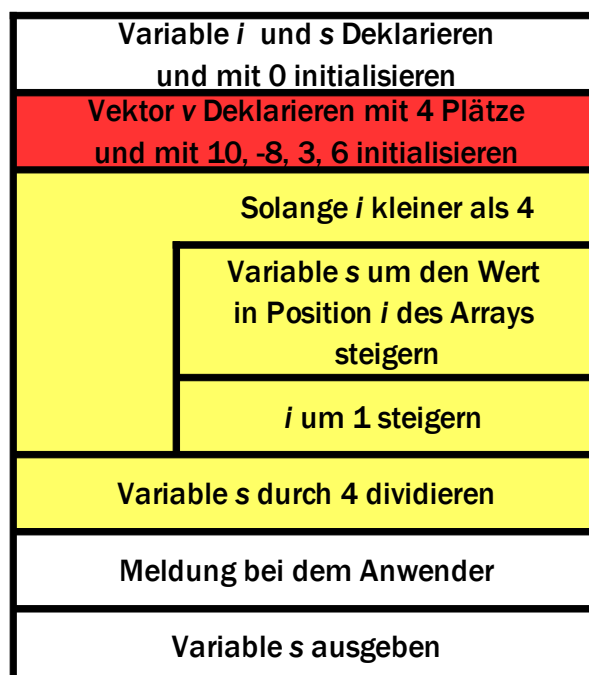 Variable i und s Deklarieren
und mit 0 initialisieren
Vektor v Deklarieren mit 4 Plätze
und mit 10, -8, 3, 6 initialisieren
Solange i kleiner als 4
Variable s um den Wert
in Position i des Arrays
steigern
i um 1 steigern
Variable s durch 4 dividieren
Meldung bei dem Anwender
Variable s ausgeben